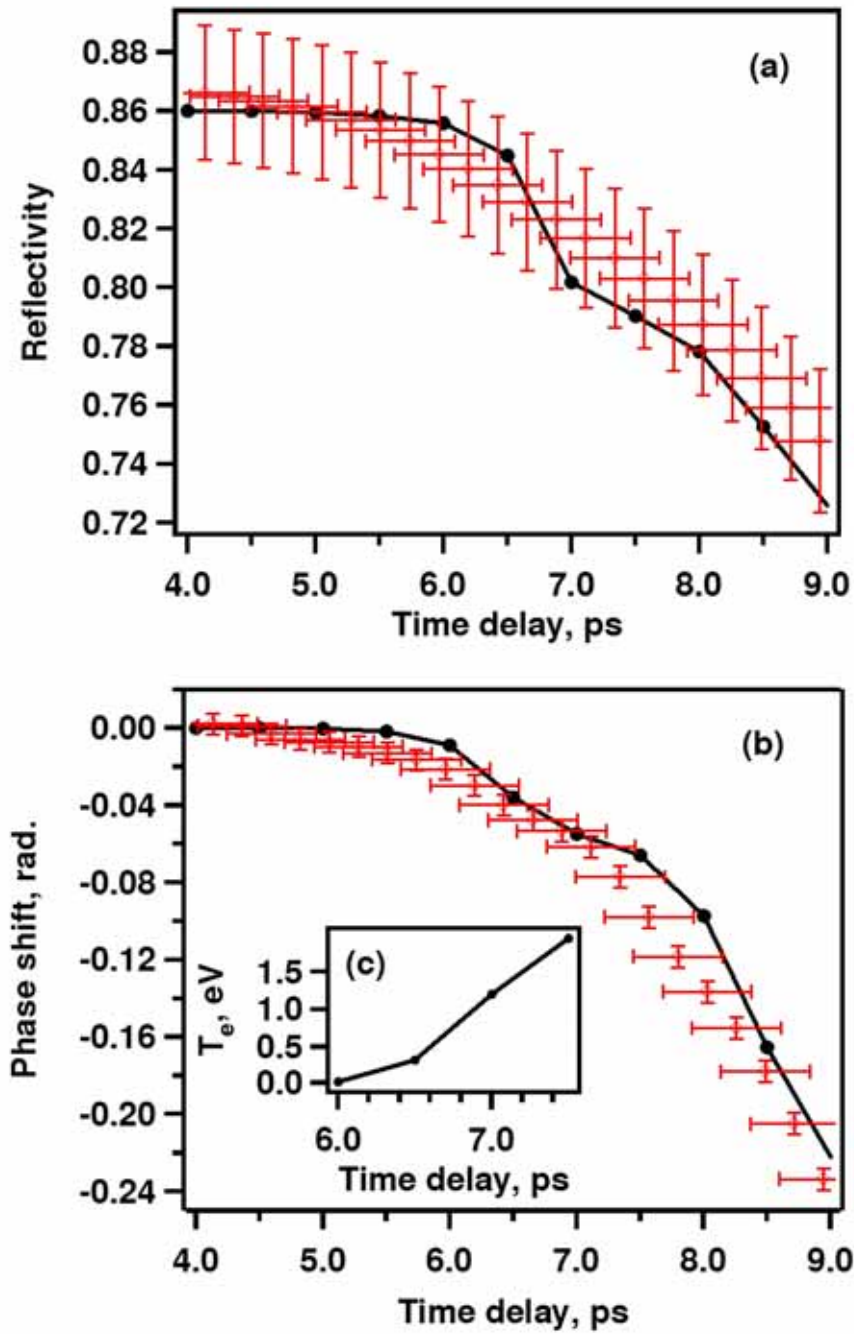 (a)
0.88
0.86
0.84
0.82
0.80
0.78
0.76
0.74
0.72
Reflectivity
4.0 5.0 6.0 7.0 8.0 9.0
Time delay, ps
(b)
0.00
-0.04
-0.08
-0.12
-0.16
-0.20
-0.24
Phase shift, rad.
(c)
1.5
1.0
0.5
0.0
Te, eV
6.0 7.0
Time delay, ps
4.0 5.0 6.0 7.0 8.0 9.0
Time delay, ps